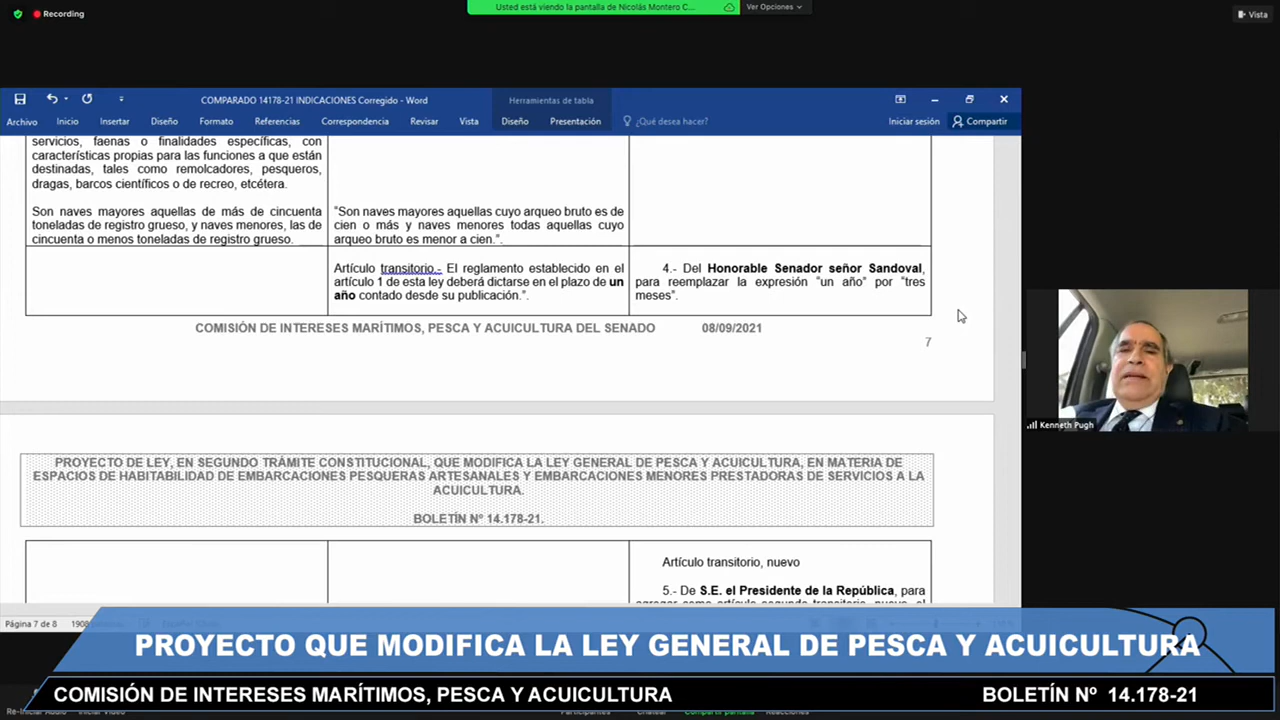 Recording
Usted está viendo la pantalla de Nicolás Montero C...
Ver Opciones
Vista
COMPARADO 14178-21 INDICACIONES Corregido - Word
Herramientas de tabla
Archivo Inicio Insertar Diseño Formato Referencias Correspondencia Revisar Vista Diseño Presentación ¿Qué desea hacer? Iniciar sesión Compartir
servicios, faenas o finalidades específicas, con
características propias para las funciones a que están
destinadas, tales como remolcadores, pesqueros,
dragas, barcos científicos o de recreo, etcétera.
Son naves mayores aquellas de más de cincuenta
toneladas de registro grueso, y naves menores, las de
cincuenta o menos toneladas de registro grueso.
“Son naves mayores aquellas cuyo arqueo bruto es de
cien o más y naves menores todas aquellas cuyo
arqueo bruto es menor a cien.”.
Artículo transitorio.- El reglamento establecido en el
artículo 1 de esta ley deberá dictarse en el plazo de un
año contado desde su publicación.”.
4.- Del Honorable Senador señor Sandoval,
para reemplazar la expresión “un año” por “tres
meses”.
COMISIÓN DE INTERESES MARÍTIMOS, PESCA Y ACUICULTURA DEL SENADO 08/09/2021
7
Kenneth Pugh
PROYECTO DE LEY, EN SEGUNDO TRÁMITE CONSTITUCIONAL, QUE MODIFICA LA LEY GENERAL DE PESCA Y ACUICULTURA, EN MATERIA DE
ESPACIOS DE HABITABILIDAD DE EMBARCACIONES PESQUERAS ARTESANALES Y EMBARCACIONES MENORES PRESTADORAS DE SERVICIOS A LA
ACUICULTURA.
BOLETÍN Nº 14.178-21.
Artículo transitorio, nuevo
5.- De S.E. el Presidente de la República, para
Página 7 de 8
PROYECTO QUE MODIFICA LA LEY GENERAL DE PESCA Y ACUICULTURA
COMISIÓN DE INTERESES MARÍTIMOS, PESCA Y ACUICULTURA
BOLETÍN Nº 14.178-21